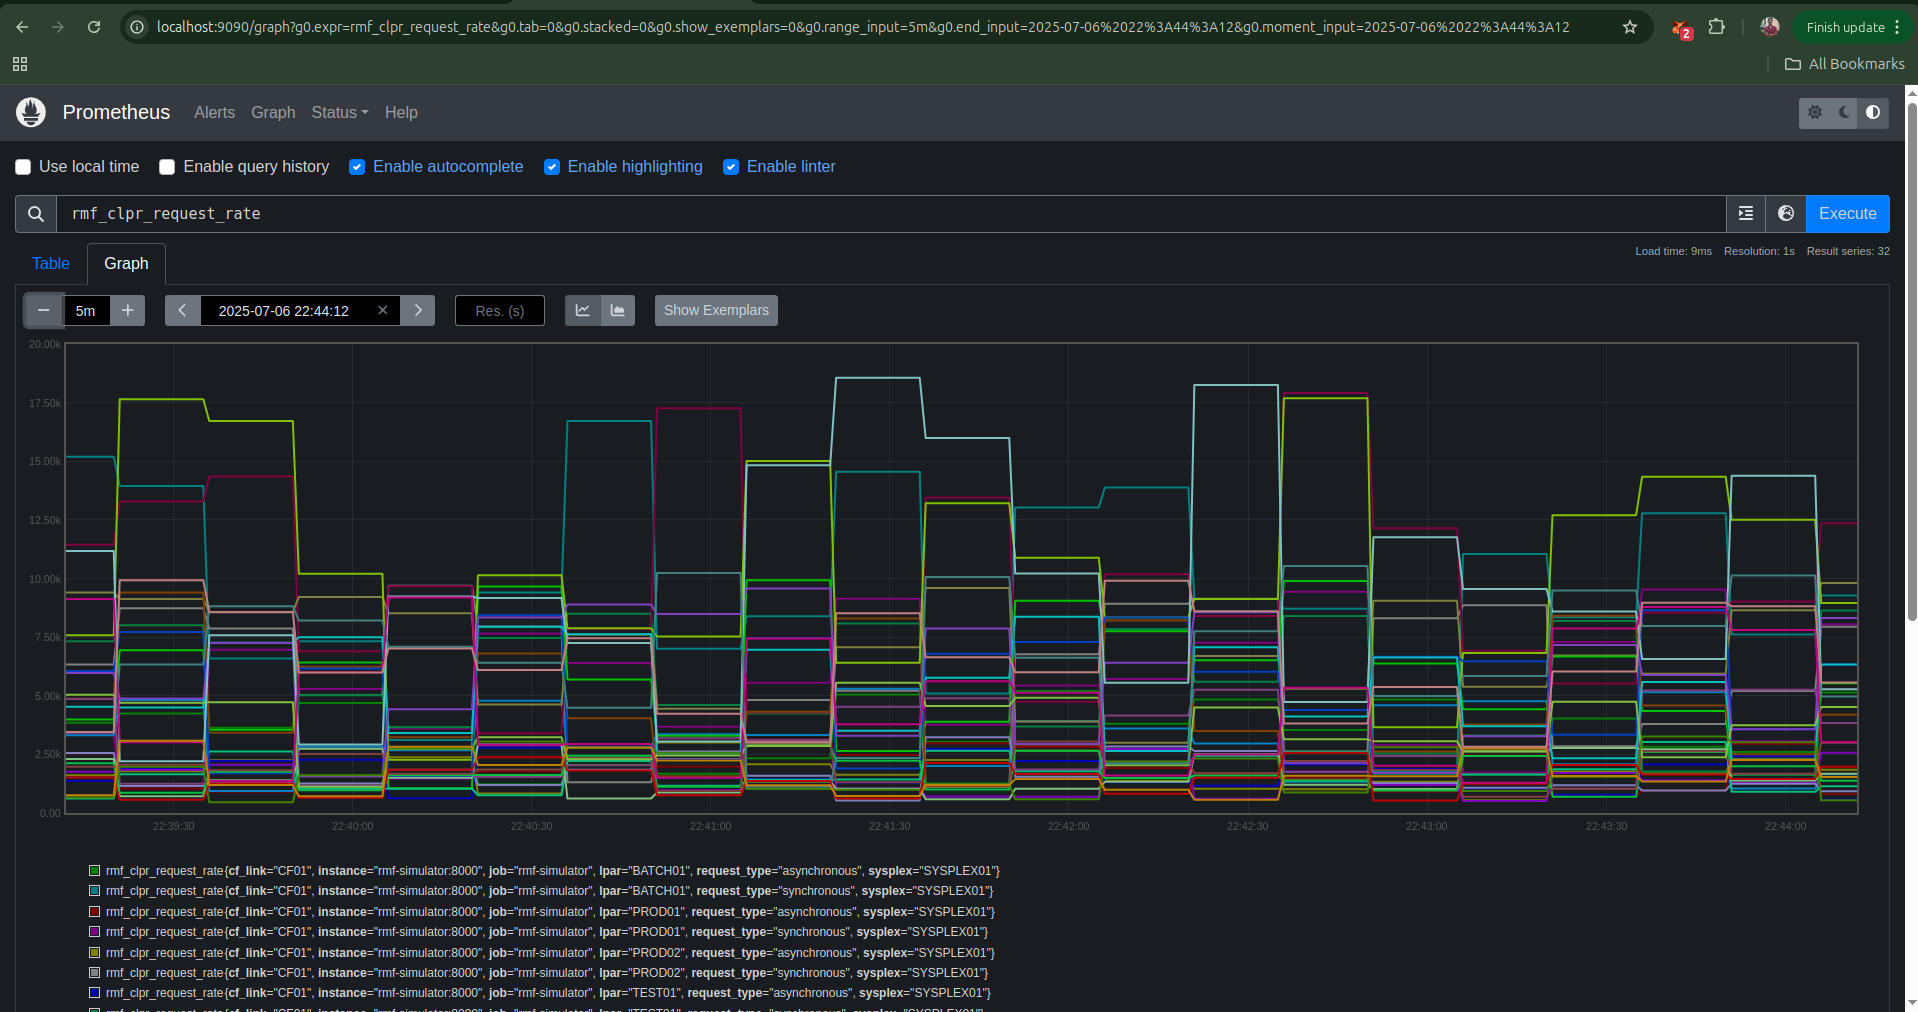 localhost:9090/graph?g0.expr=rmf_clpr_request_rate&g0.tab=0&g0.stacked=0&g0.show_exemplars=0&g0.range_input=5m&g0.end_input=2025-07-06%2022%3A44%3A12&g0.moment_input=2025-07-06%2022%3A44%3A12
2
Finish update
All Bookmarks
Prometheus Alerts Graph Status Help
Use local time Enable query history Enable autocomplete Enable highlighting Enable linter
rmf_clpr_request_rate
Execute
Table Graph
Load time: 9ms Resolution: 1s Result series: 32
5m
2025-07-06 22:44:12
Res. (s)
Show Exemplars
20.00k
17.50k
15.00k
12.50k
10.00k
7.50k
5.00k
2.50k
0.00
22:39:30 22:40:00 22:40:30 22:41:00 22:41:30 22:42:00 22:42:30 22:43:00 22:43:30 22:44:00
rmf_clpr_request_rate{cf_link="CF01", instance="rmf-simulator:8000", job="rmf-simulator", lpar="BATCH01", request_type="asynchronous", sysplex="SYSPLEX01"}
rmf_clpr_request_rate{cf_link="CF01", instance="rmf-simulator:8000", job="rmf-simulator", lpar="BATCH01", request_type="synchronous", sysplex="SYSPLEX01"}
rmf_clpr_request_rate{cf_link="CF01", instance="rmf-simulator:8000", job="rmf-simulator", lpar="PROD01", request_type="asynchronous", sysplex="SYSPLEX01"}
rmf_clpr_request_rate{cf_link="CF01", instance="rmf-simulator:8000", job="rmf-simulator", lpar="PROD01", request_type="synchronous", sysplex="SYSPLEX01"}
rmf_clpr_request_rate{cf_link="CF01", instance="rmf-simulator:8000", job="rmf-simulator", lpar="PROD02", request_type="asynchronous", sysplex="SYSPLEX01"}
rmf_clpr_request_rate{cf_link="CF01", instance="rmf-simulator:8000", job="rmf-simulator", lpar="PROD02", request_type="synchronous", sysplex="SYSPLEX01"}
rmf_clpr_request_rate{cf_link="CF01", instance="rmf-simulator:8000", job="rmf-simulator", lpar="TEST01", request_type="asynchronous", sysplex="SYSPLEX01"}